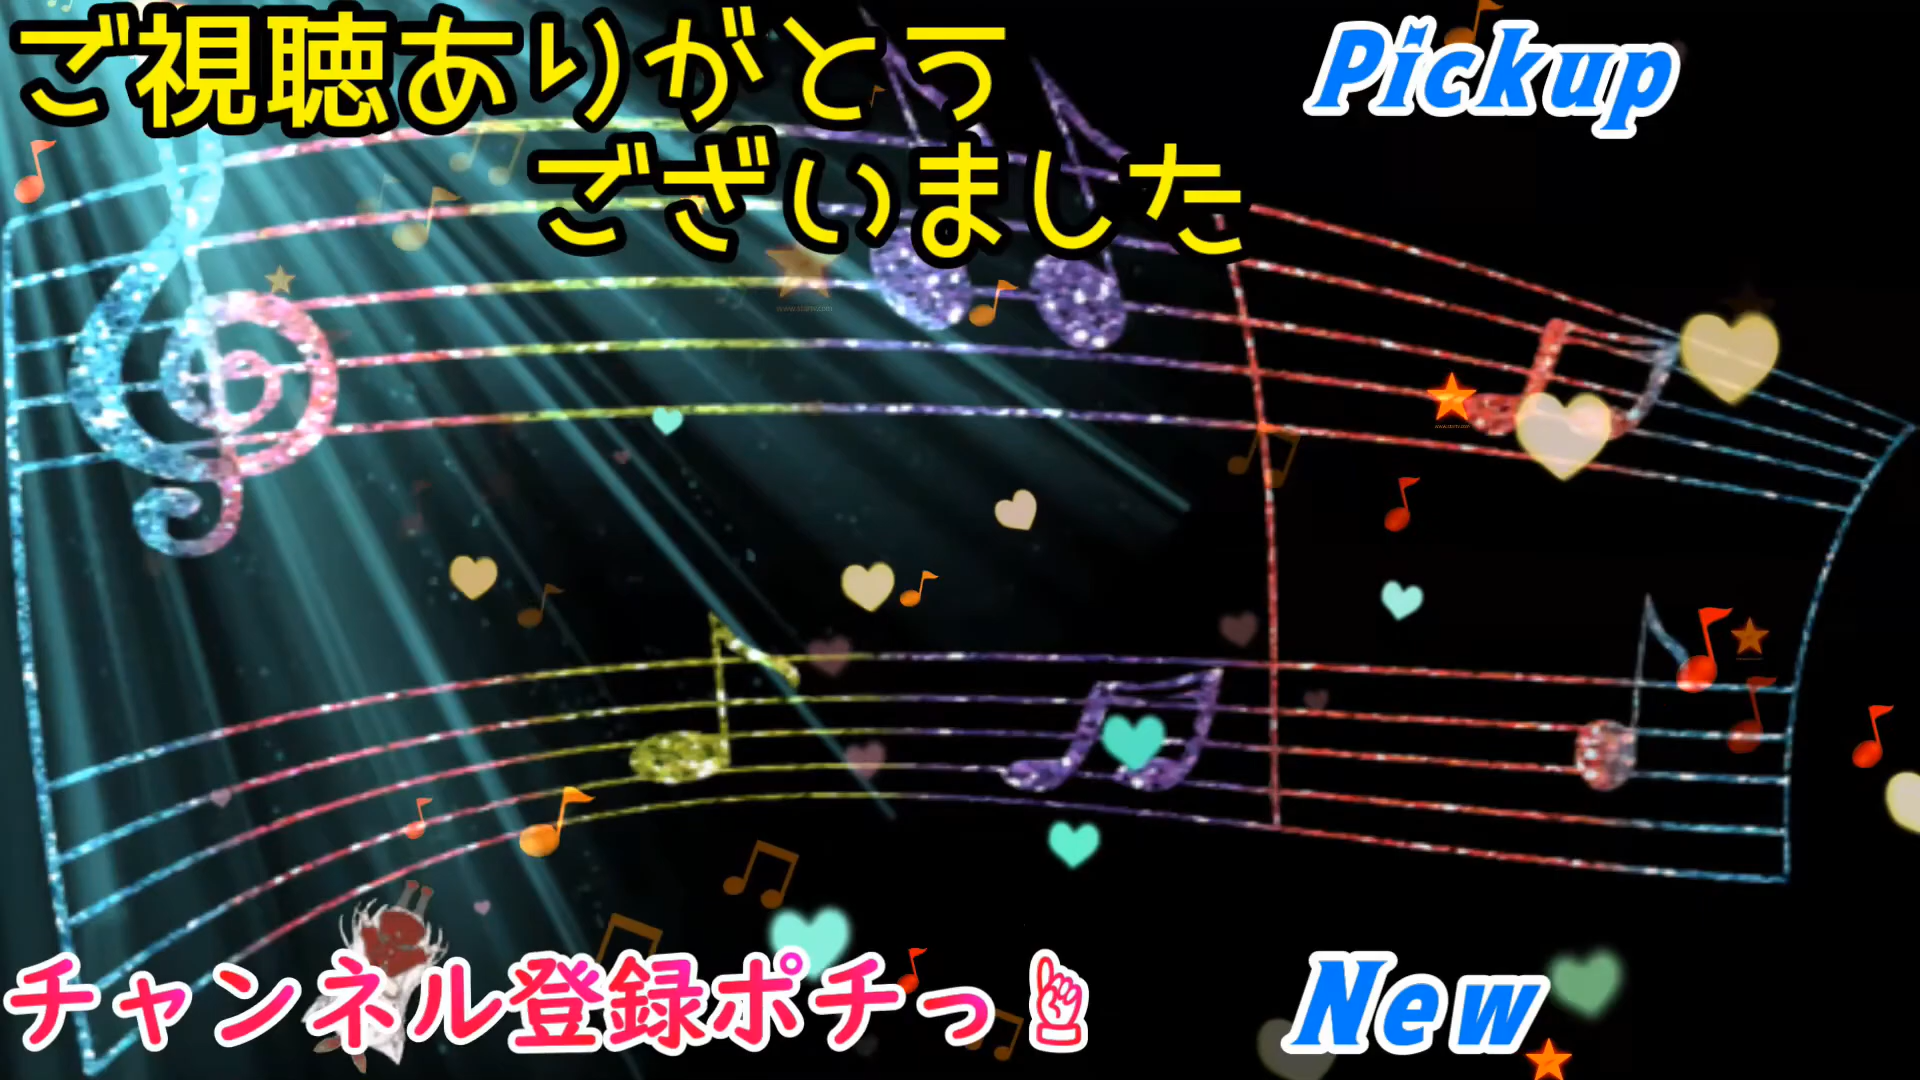 ご視聴ありがとう
Pickup
ございました
チャンネル登録ポチっ☝
New